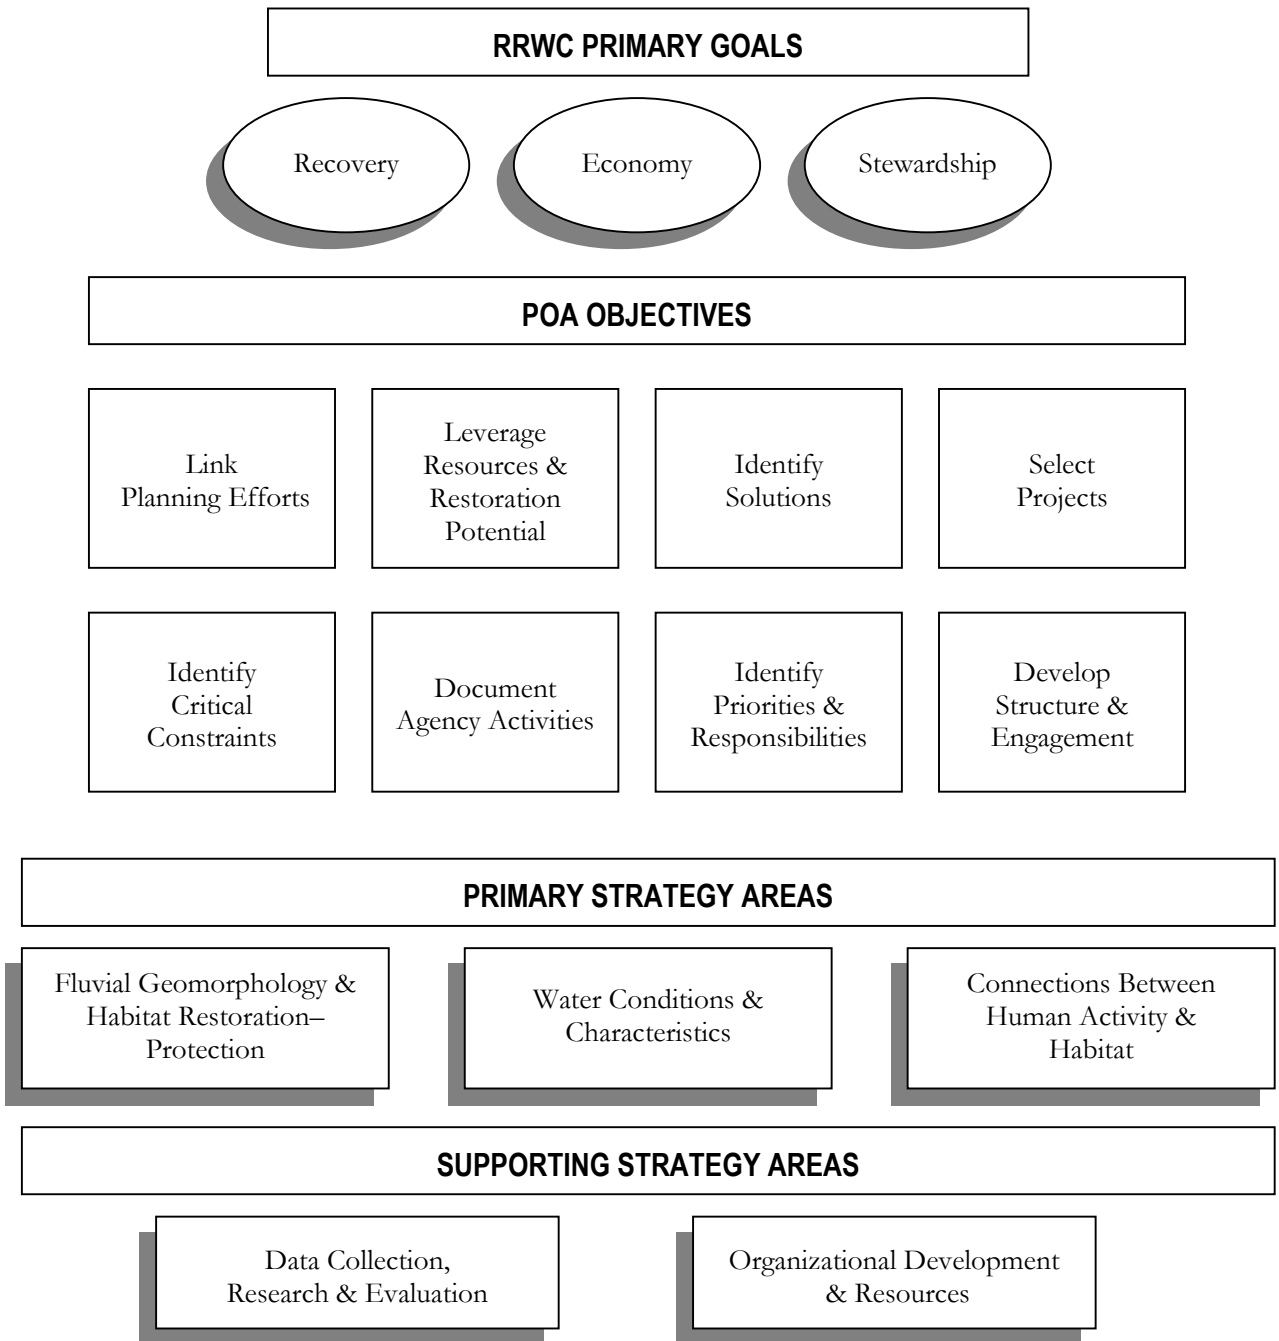 RRWC PRIMARY GOALS
Recovery
Economy
Stewardship
POA OBJECTIVES
Link
Planning Efforts
Leverage
Resources &
Restoration
Potential
Identify
Solutions
Select
Projects
Identify
Critical
Constraints
Document
Agency Activities
Identify
Priorities &
Responsibilities
Develop
Structure &
Engagement
PRIMARY STRATEGY AREAS
Fluvial Geomorphology &
Habitat Restoration–
Protection
Water Conditions &
Characteristics
Connections Between
Human Activity &
Habitat
SUPPORTING STRATEGY AREAS
Data Collection,
Research & Evaluation
Organizational Development
& Resources